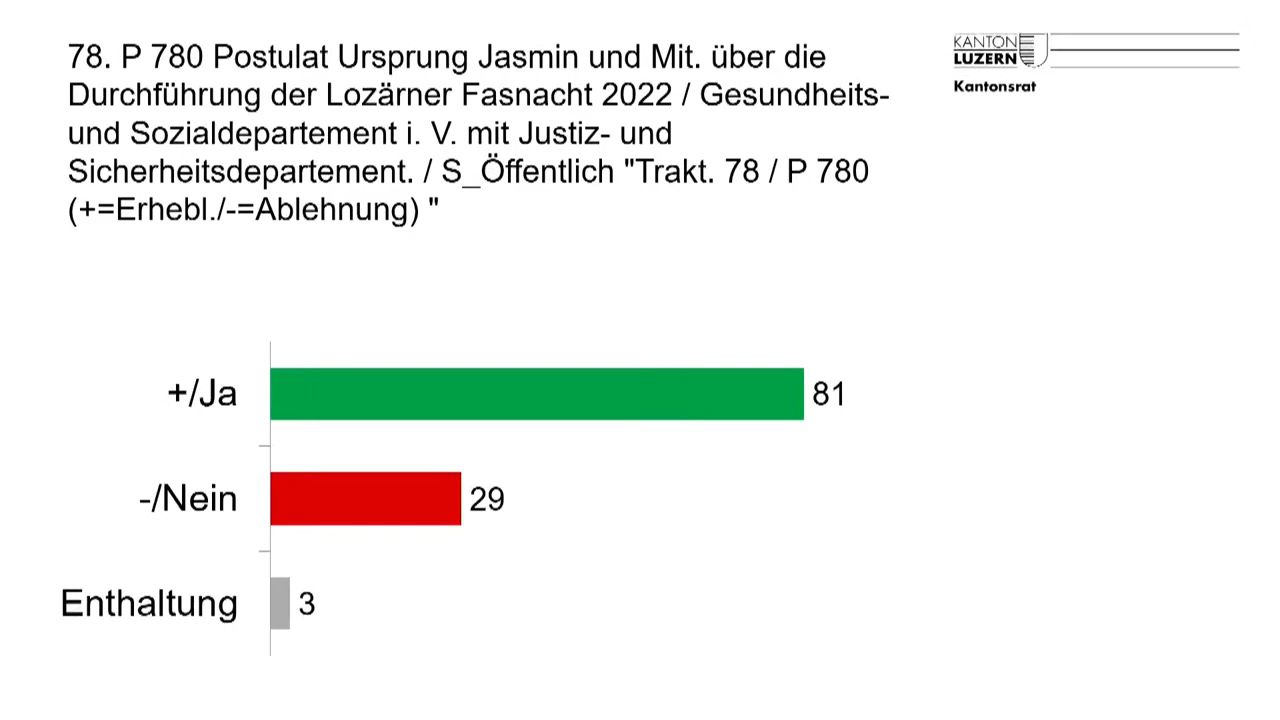 78. P 780 Postulat Ursprung Jasmin und Mit. über die
Durchführung der Lozärner Fasnacht 2022 / Gesundheits-
und Sozialdepartement i. V. mit Justiz- und
Sicherheitsdepartement. / S_Öffentlich "Trakt. 78 / P 780
(+=Erhebl./-=Ablehnung) "
KANTON
LUZERN
Kantonsrat
+/Ja 81
-/Nein 29
Enthaltung 3